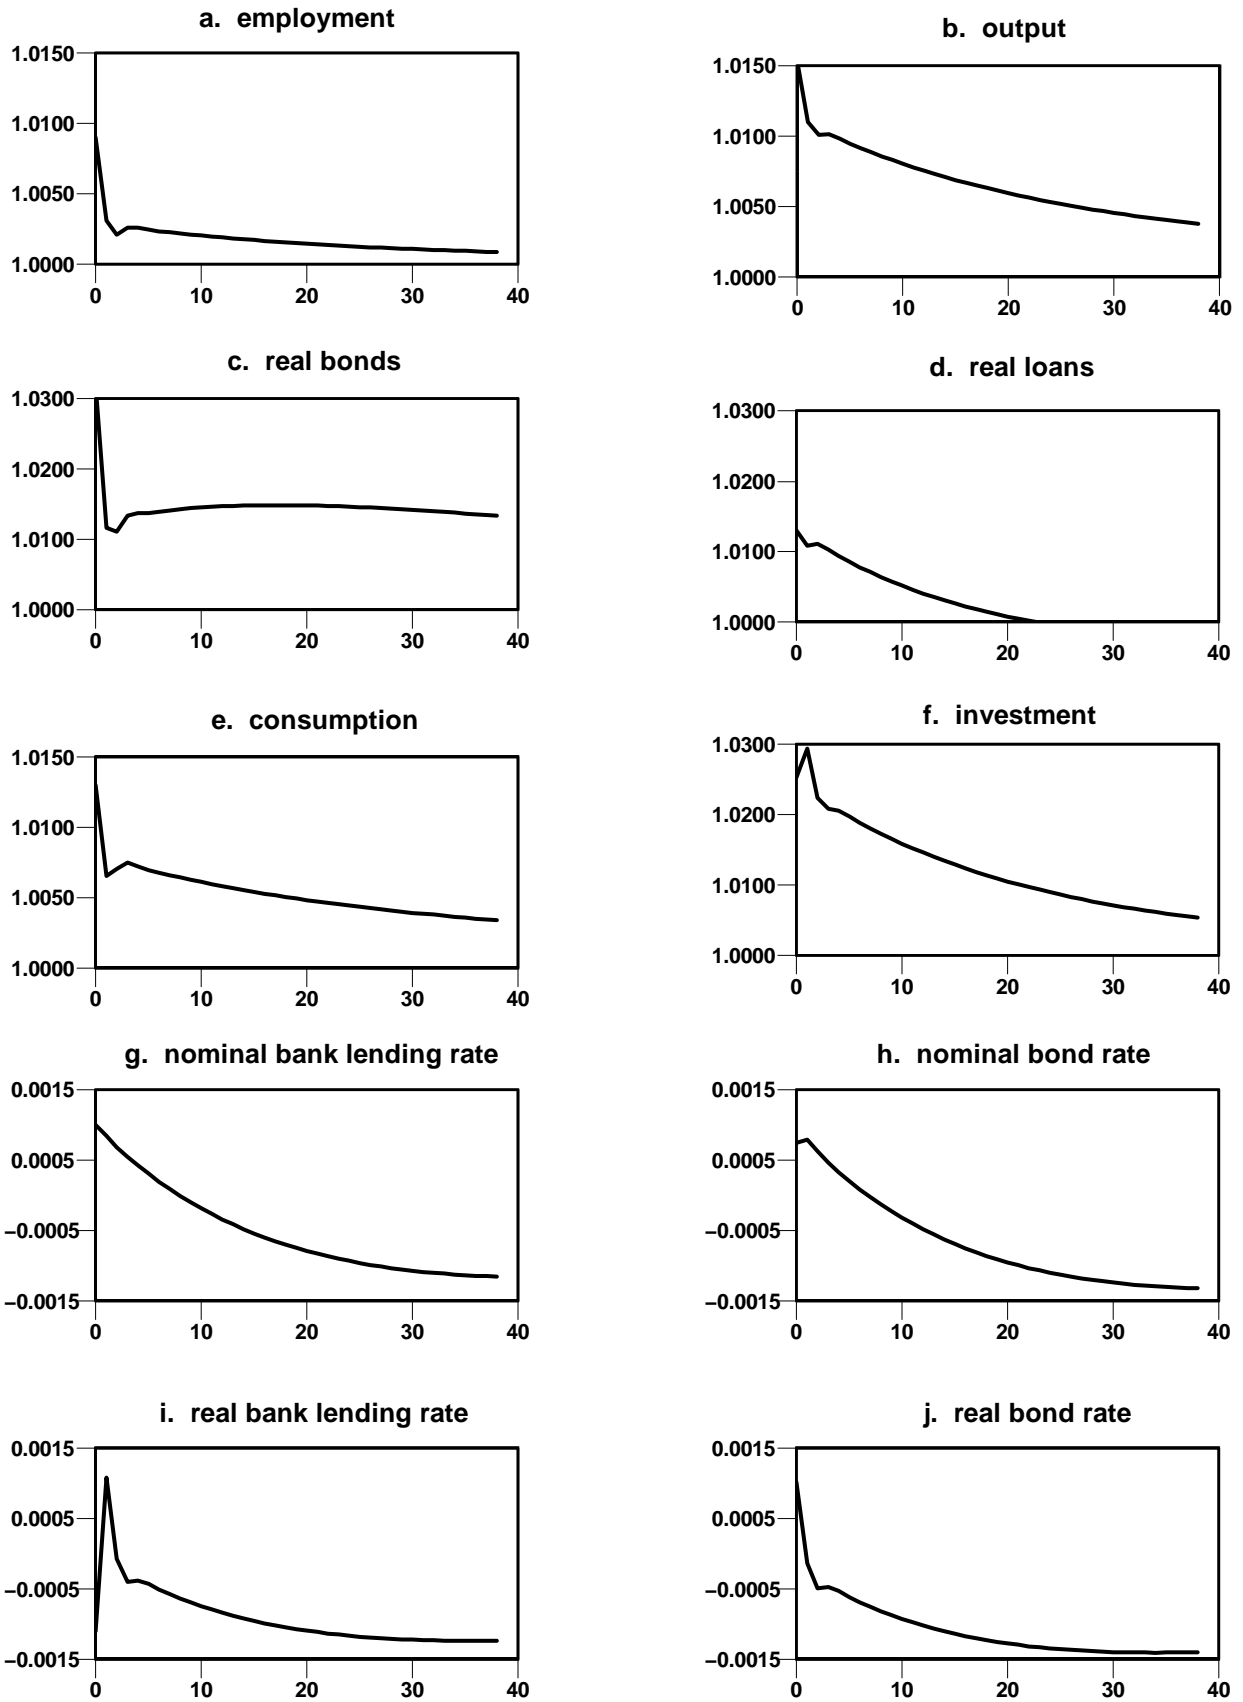 a. employment
1.0150
1.0100
1.0050
1.0000
0 10 20 30 40
b. output
1.0150
1.0100
1.0050
1.0000
0 10 20 30 40
c. real bonds
1.0300
1.0200
1.0100
1.0000
0 10 20 30 40
d. real loans
1.0300
1.0200
1.0100
1.0000
0 10 20 30 40
e. consumption
1.0150
1.0100
1.0050
1.0000
0 10 20 30 40
f. investment
1.0300
1.0200
1.0100
1.0000
0 10 20 30 40
g. nominal bank lending rate
0.0015
0.0005
−0.0005
−0.0015
0 10 20 30 40
h. nominal bond rate
0.0015
0.0005
−0.0005
−0.0015
0 10 20 30 40
i. real bank lending rate
0.0015
0.0005
−0.0005
−0.0015
0 10 20 30 40
j. real bond rate
0.0015
0.0005
−0.0005
−0.0015
0 10 20 30 40